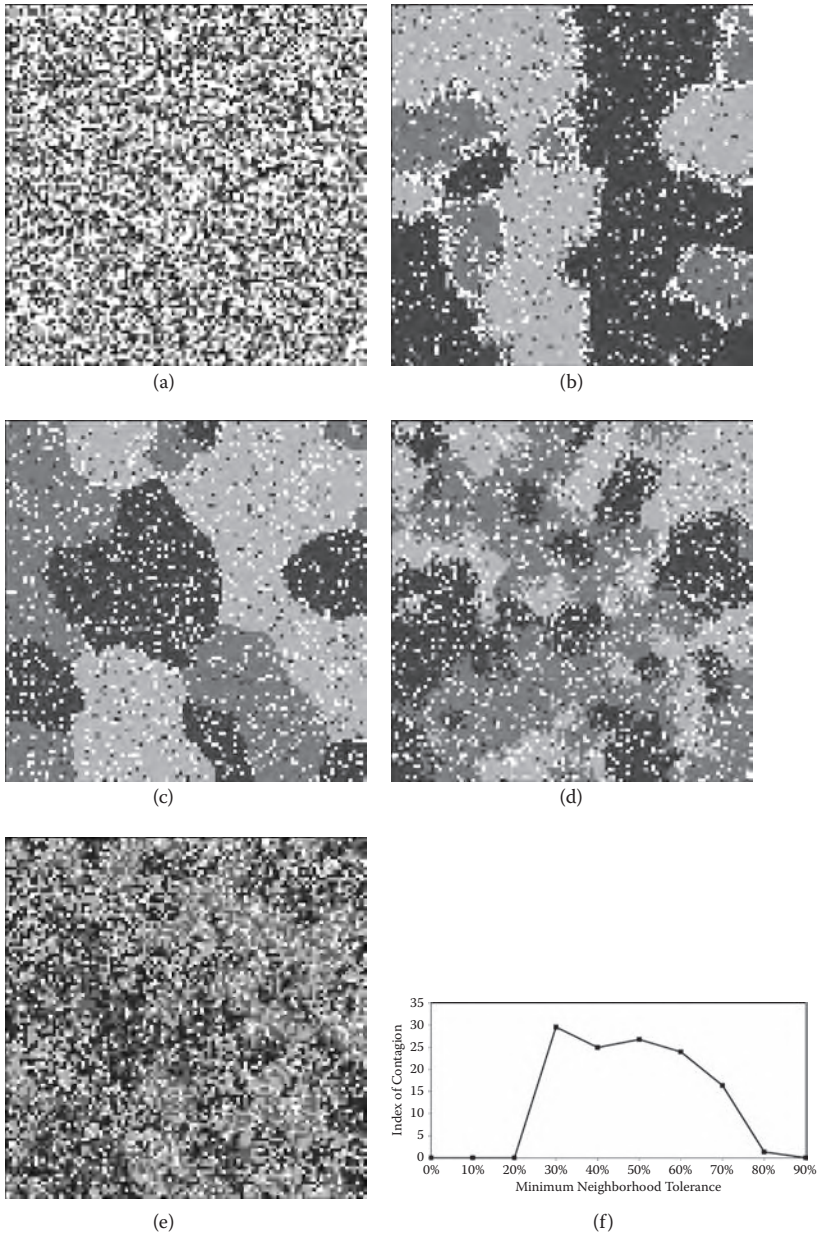 (a)
(b)
(c)
(d)
(e)
35
30
25
20
15
10
5
0
Index of Contagion
0% 10% 20% 30% 40% 50% 60% 70% 80% 90%
Minimum Neighborhood Tolerance
(f)